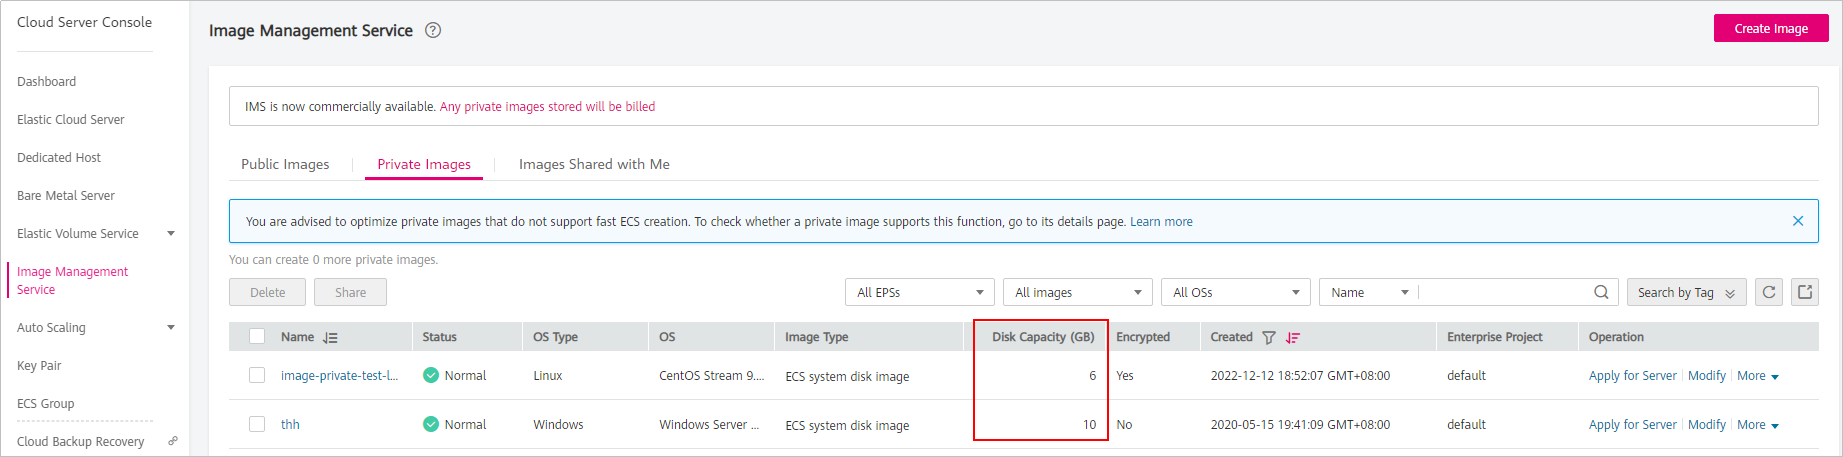 Cloud Server Console
Dashboard
Elastic Cloud Server
Dedicated Host
Bare Metal Server
Elastic Volume Service
Image Management
Service
Auto Scaling
Key Pair
ECS Group
Cloud Backup Recovery
Image Management Service ?
Create Image
IMS is now commercially available. Any private images stored will be billed
Public Images Private Images Images Shared with Me
You are advised to optimize private images that do not support fast ECS creation. To check whether a private image supports this function, go to its details page. Learn more
You can create 0 more private images.
Delete Share All EPSs All images All OSs Name Search by Tag
Name Status OS Type OS Image Type Disk Capacity (GB) Encrypted Created Enterprise Project Operation
image-private-test-l... Normal Linux CentOS Stream 9.... ECS system disk image 6 Yes 2022-12-12 18:52:07 GMT+08:00 default Apply for Server Modify More
thh Normal Windows Windows Server ... ECS system disk image 10 No 2020-05-15 19:41:09 GMT+08:00 default Apply for Server Modify More